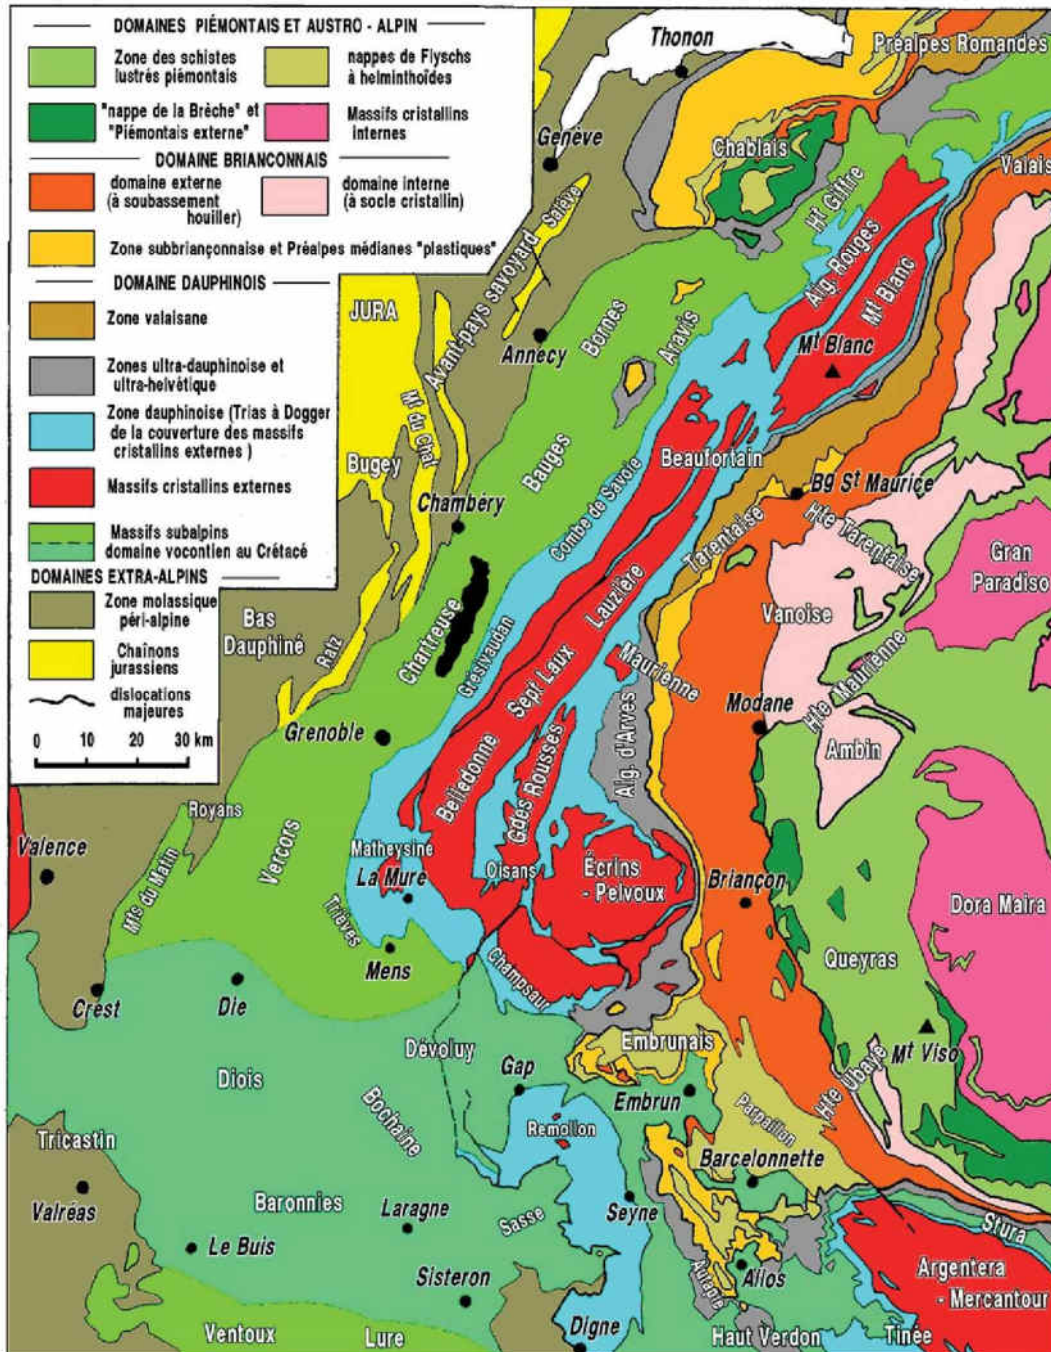 DOMAINES PIÉMONTAIS ET AUSTRO - ALPIN
Zone des schistes
lustrés piémontais
nappes de Flyschs
à helminthoïdes
"nappe de la Brèche" et
"Piémontais externe"
Massifs cristallins
internes
DOMAINE BRIANÇONNAIS
domaine externe
(à soubassement
houiller)
domaine interne
(à socle cristallin)
Zone subbriançonnaise et Préalpes médianes "plastiques"
DOMAINE DAUPHINOIS
Zone valaisane
Zones ultra-dauphinoise et
ultra-helvétique
Zone dauphinoise (Trias à Dogger
de la couverture des massifs
cristallins externes )
Massifs cristallins externes
Massifs subalpins
domaine vocontien au Crétacé
DOMAINES EXTRA-ALPINS
Zone molassique
péri-alpine
Chaînons
jurassiens
dislocations
majeures
0 10 20 30 km
Thonon
Préalpes Romandes
Genève
Chablais
Valais
Salève
Ht Giffre
Avant-pays savoyard
Aig. Rouges
Mt Blanc
JURA
Bornes
Annecy
Aravis
Mt Blanc
Mt du Chat
Bugey
Bauges
Beaufortain
Chambéry
Combe de Savoie
Bg St Maurice
Tarentaise
Hte Tarentaise
Gran
Paradiso
Bas
Dauphiné
Ratz
Chartreuse
Grésivaudan
Lauzière
Vanoise
Sept Laux
Maurienne
Hte Maurienne
Modane
Grenoble
Aig. d'Arves
Ambin
Belledonne
Gdes Rousses
Royans
Valence
Mts du Matin
Vercors
Matheysine
La Mure
Oisans
Écrins
- Pelvoux
Briançon
Dora Maira
Trièves
Queyras
Mens
Champsaur
Crest
Die
Dévoluy
Embrunais
Mt Viso
Diois
Gap
Hte Ubaye
Bochaine
Embrun
Parpaillon
Tricastin
Remollon
Barcelonnette
Valréas
Baronnies
Laragne
Sasse
Seyne
Stura
Le Buis
Allos
Argentera
- Mercantour
Sisteron
Ventoux
Lure
Digne
Haut Verdon
Tinée